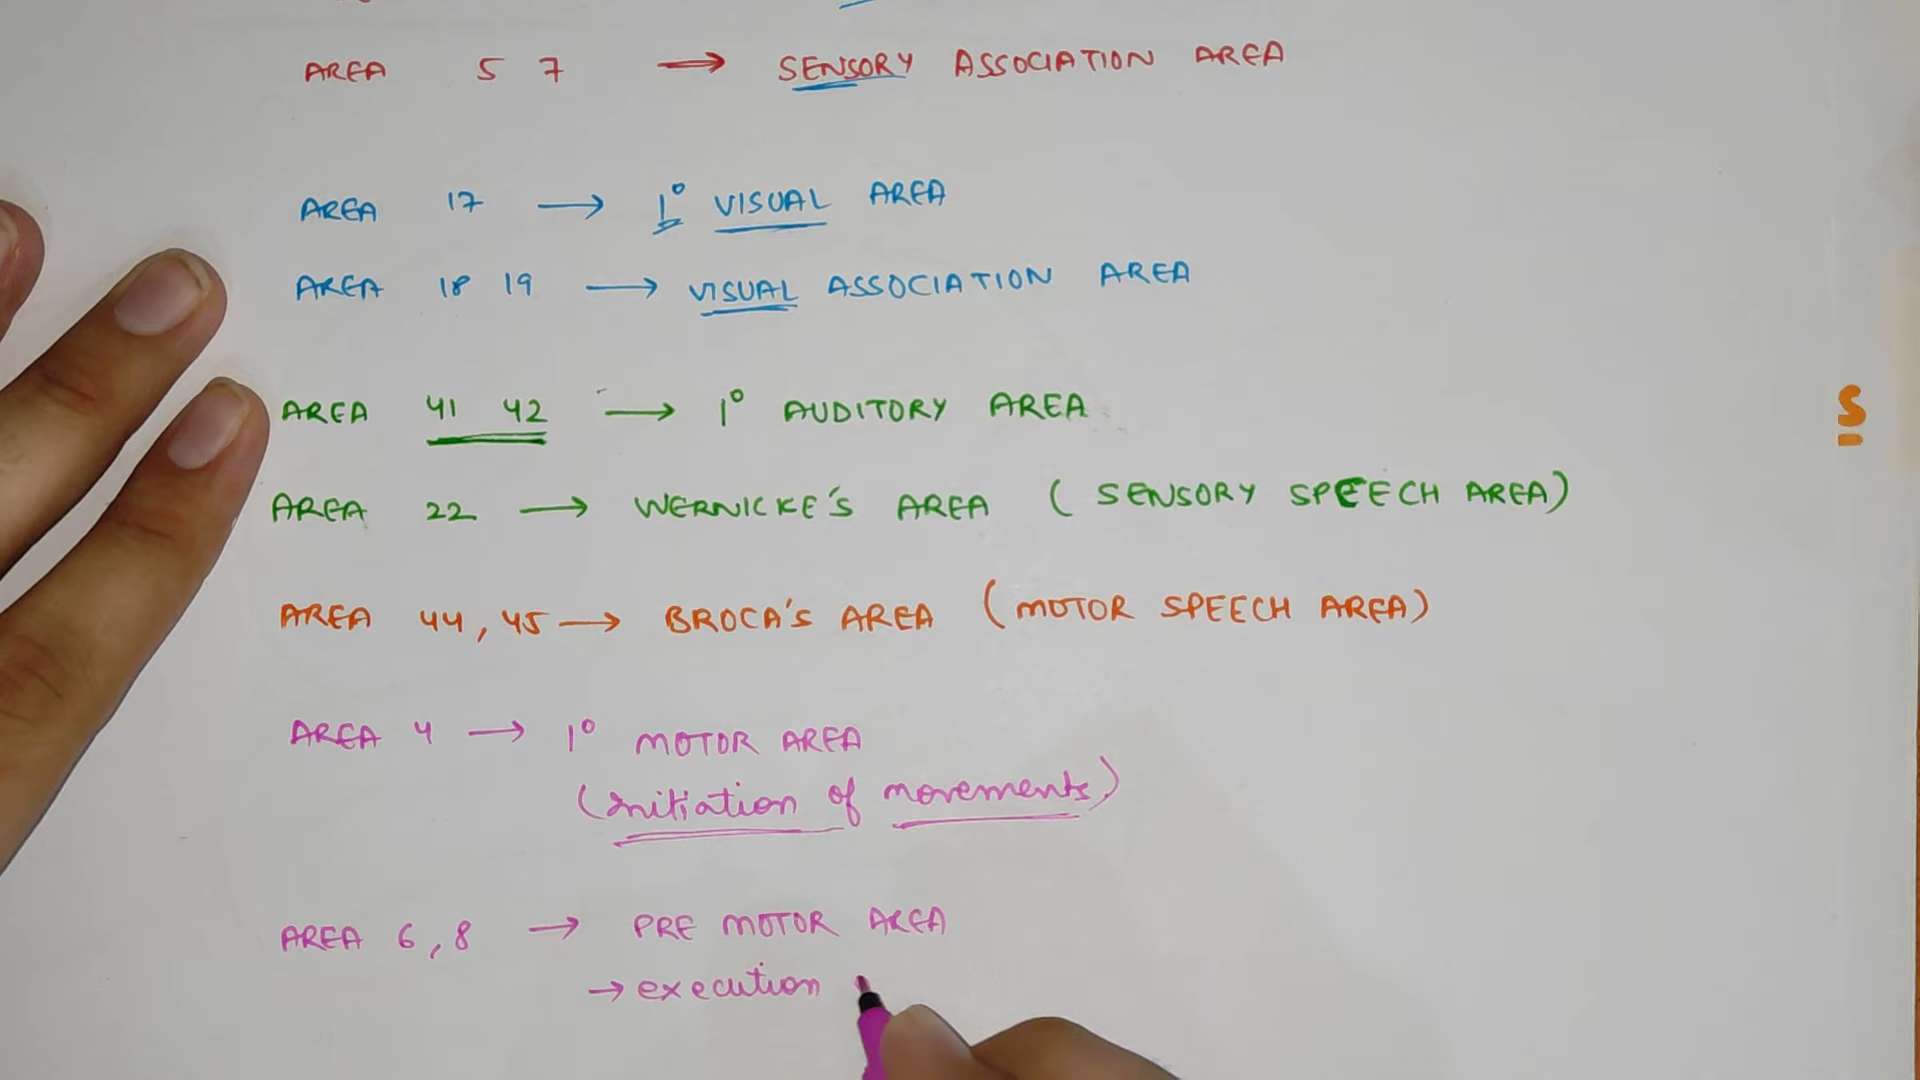 AREA 5 7 → SENSORY ASSOCIATION AREA
AREA 17 → 1° VISUAL AREA
AREA 18 19 → VISUAL ASSOCIATION AREA
AREA 41 42 → 1° AUDITORY AREA
S
AREA 22 → WERNICKE'S AREA (SENSORY SPEECH AREA)
AREA 44, 45 → BROCA'S AREA (MOTOR SPEECH AREA)
AREA 4 → 1° MOTOR AREA
(initiation of movements)
AREA 6, 8 → PRE MOTOR AREA
→ execution